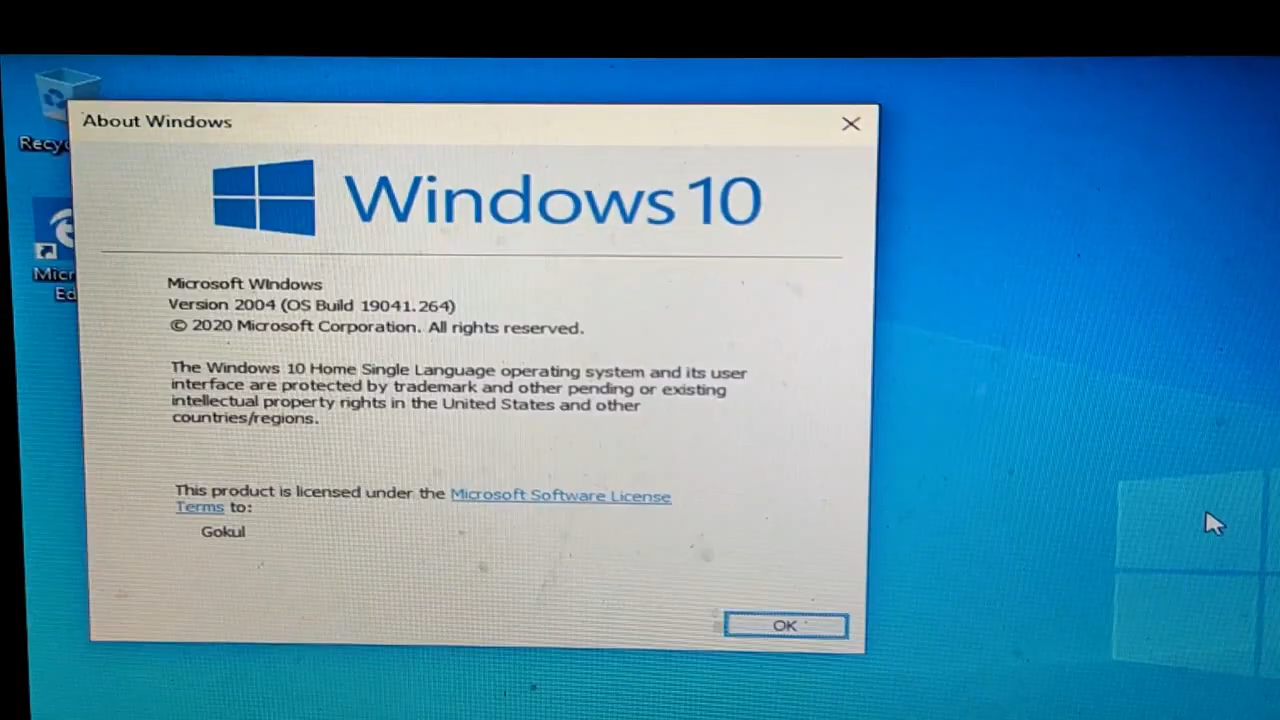 About Windows
Recy
Windows 10
Micr
Ed
Microsoft Windows
Version 2004 (OS Build 19041.264)
© 2020 Microsoft Corporation. All rights reserved.
The Windows 10 Home Single Language operating system and its user
interface are protected by trademark and other pending or existing
intellectual property rights in the United States and other
countries/regions.
This product is licensed under the Microsoft Software License
Terms to:
Gokul
OK